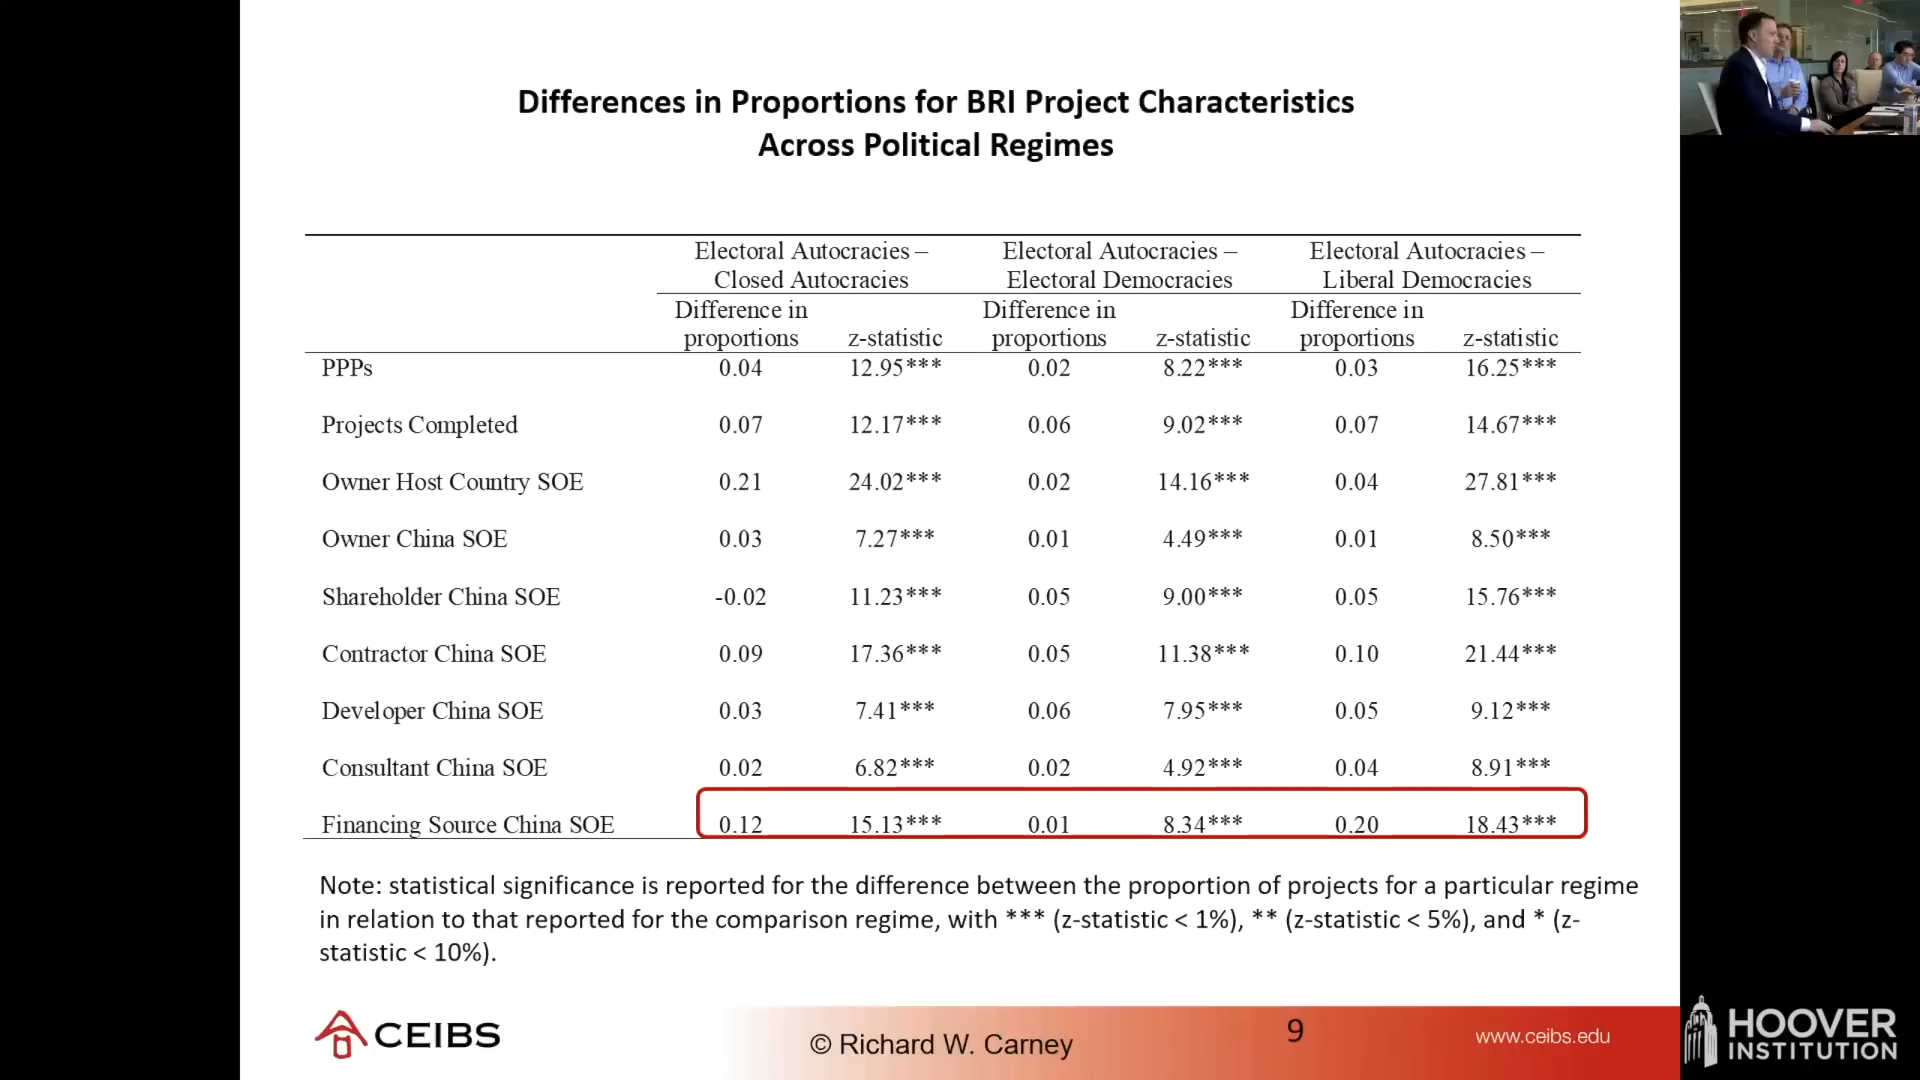 Differences in Proportions for BRI Project Characteristics
Across Political Regimes
Electoral Autocracies – Electoral Autocracies – Electoral Autocracies –
Closed Autocracies Electoral Democracies Liberal Democracies
Difference in Difference in Difference in
proportions z-statistic proportions z-statistic proportions z-statistic
PPPs 0.04 12.95*** 0.02 8.22*** 0.03 16.25***
Projects Completed 0.07 12.17*** 0.06 9.02*** 0.07 14.67***
Owner Host Country SOE 0.21 24.02*** 0.02 14.16*** 0.04 27.81***
Owner China SOE 0.03 7.27*** 0.01 4.49*** 0.01 8.50***
Shareholder China SOE -0.02 11.23*** 0.05 9.00*** 0.05 15.76***
Contractor China SOE 0.09 17.36*** 0.05 11.38*** 0.10 21.44***
Developer China SOE 0.03 7.41*** 0.06 7.95*** 0.05 9.12***
Consultant China SOE 0.02 6.82*** 0.02 4.92*** 0.04 8.91***
Financing Source China SOE 0.12 15.13*** 0.01 8.34*** 0.20 18.43***
Note: statistical significance is reported for the difference between the proportion of projects for a particular regime
in relation to that reported for the comparison regime, with *** (z-statistic < 1%), ** (z-statistic < 5%), and * (z-
statistic < 10%).
CEIBS
© Richard W. Carney
9
www.ceibs.edu
HOOVER
INSTITUTION